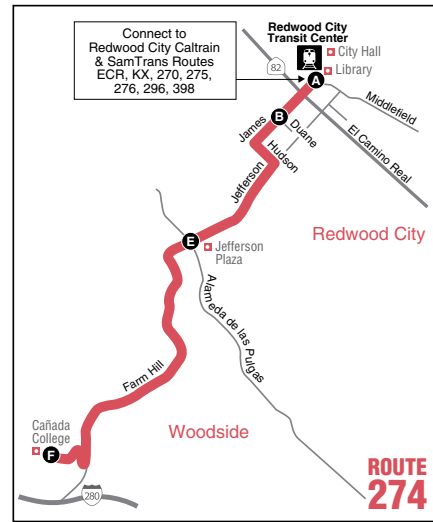 Connect to
Redwood City Caltrain
& SamTrans Routes
ECR, KX, 270, 275,
276, 296, 398
Redwood City
Transit Center
City Hall
Library
82
A
Middlefield
B
James
Duane
Hudson
El Camino Real
Jefferson
Redwood City
E
Jefferson
Plaza
Alameda de las Pulgas
Farm Hill
Woodside
Cañada
College
F
280
ROUTE
274